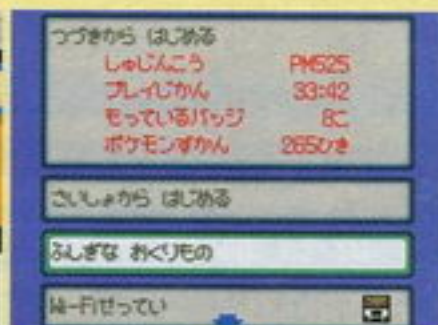 つづきから はじめる
しゅじんこう PM525
プレイじかん 33:42
もっているバッジ 8こ
ポケモンずかん 265ひき
さいしょから はじめる
ふしぎな おくりもの
Wi-Fiせってい